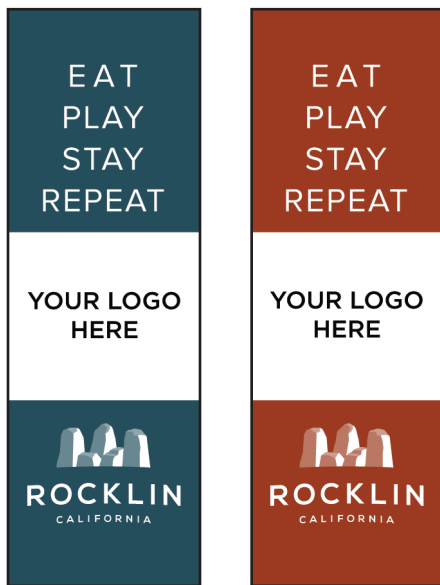 EAT
PLAY
STAY
REPEAT
YOUR LOGO
HERE
ROCKLIN
CALIFORNIA
EAT
PLAY
STAY
REPEAT
YOUR LOGO
HERE
ROCKLIN
CALIFORNIA